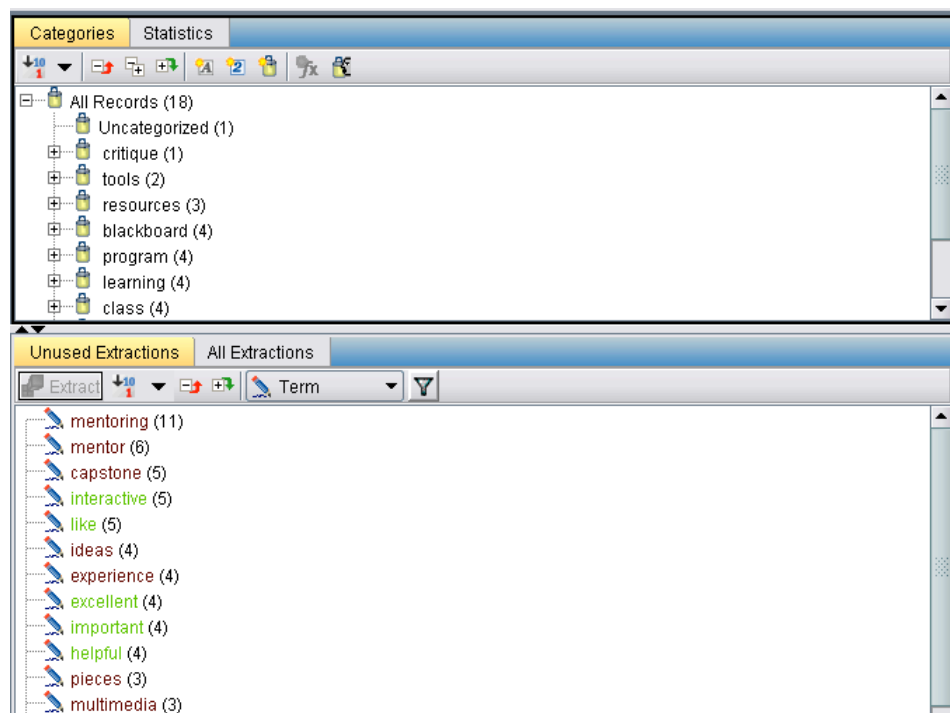 Categories Statistics
All Records (18)
Uncategorized (1)
critique (1)
tools (2)
resources (3)
blackboard (4)
program (4)
learning (4)
class (4)
Unused Extractions All Extractions
Extract Term
mentoring (11)
mentor (6)
capstone (5)
interactive (5)
like (5)
ideas (4)
experience (4)
excellent (4)
important (4)
helpful (4)
pieces (3)
multimedia (3)